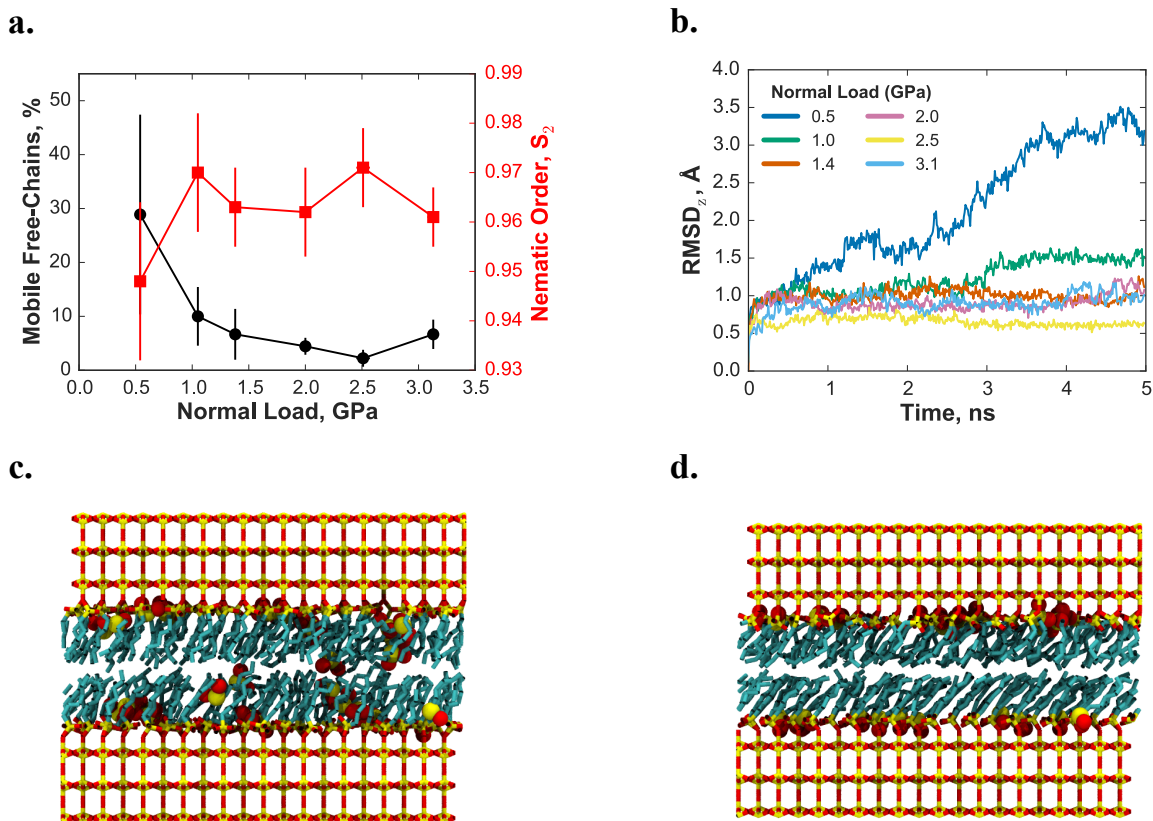 a.
Mobile Free-Chains, %
50
40
30
20
10
0
0.0 0.5 1.0 1.5 2.0 2.5 3.0 3.5
Normal Load, GPa
0.99
0.98
0.97
0.96
0.95
0.94
0.93
Nematic Order, S₂
b.
RMSD_z, Å
4.0
3.5
3.0
2.5
2.0
1.5
1.0
0.5
0.0
Normal Load (GPa)
0.5 2.0
1.0 2.5
1.4 3.1
0 1 2 3 4 5
Time, ns
c.
d.